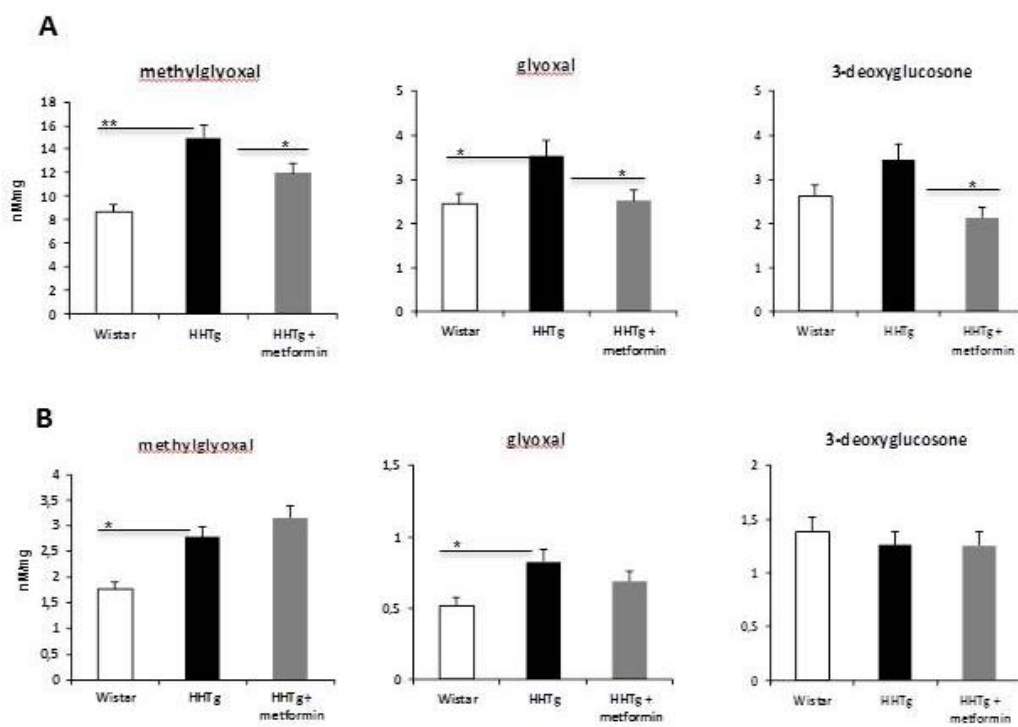 A
methylglyoxal
nM/mg
18
16
14
12
10
8
6
4
2
0
**
*
Wistar
HHTg
HHTg +
metformin
glyoxal
5
4
3
2
1
0
*
*
Wistar
HHTg
HHTg +
metformin
3-deoxyglucosone
5
4
3
2
1
0
*
Wistar
HHTg
HHTg +
metformin
B
methylglyoxal
nM/mg
4
3,5
3
2,5
2
1,5
1
0,5
0
*
Wistar
HHTg
HHTg+
metformin
glyoxal
1,5
1
0,5
0
*
Wistar
HHTg
HHTg +
metformin
3-deoxyglucosone
2
1,5
1
0,5
0
Wistar
HHTg
HHTg +
metformin